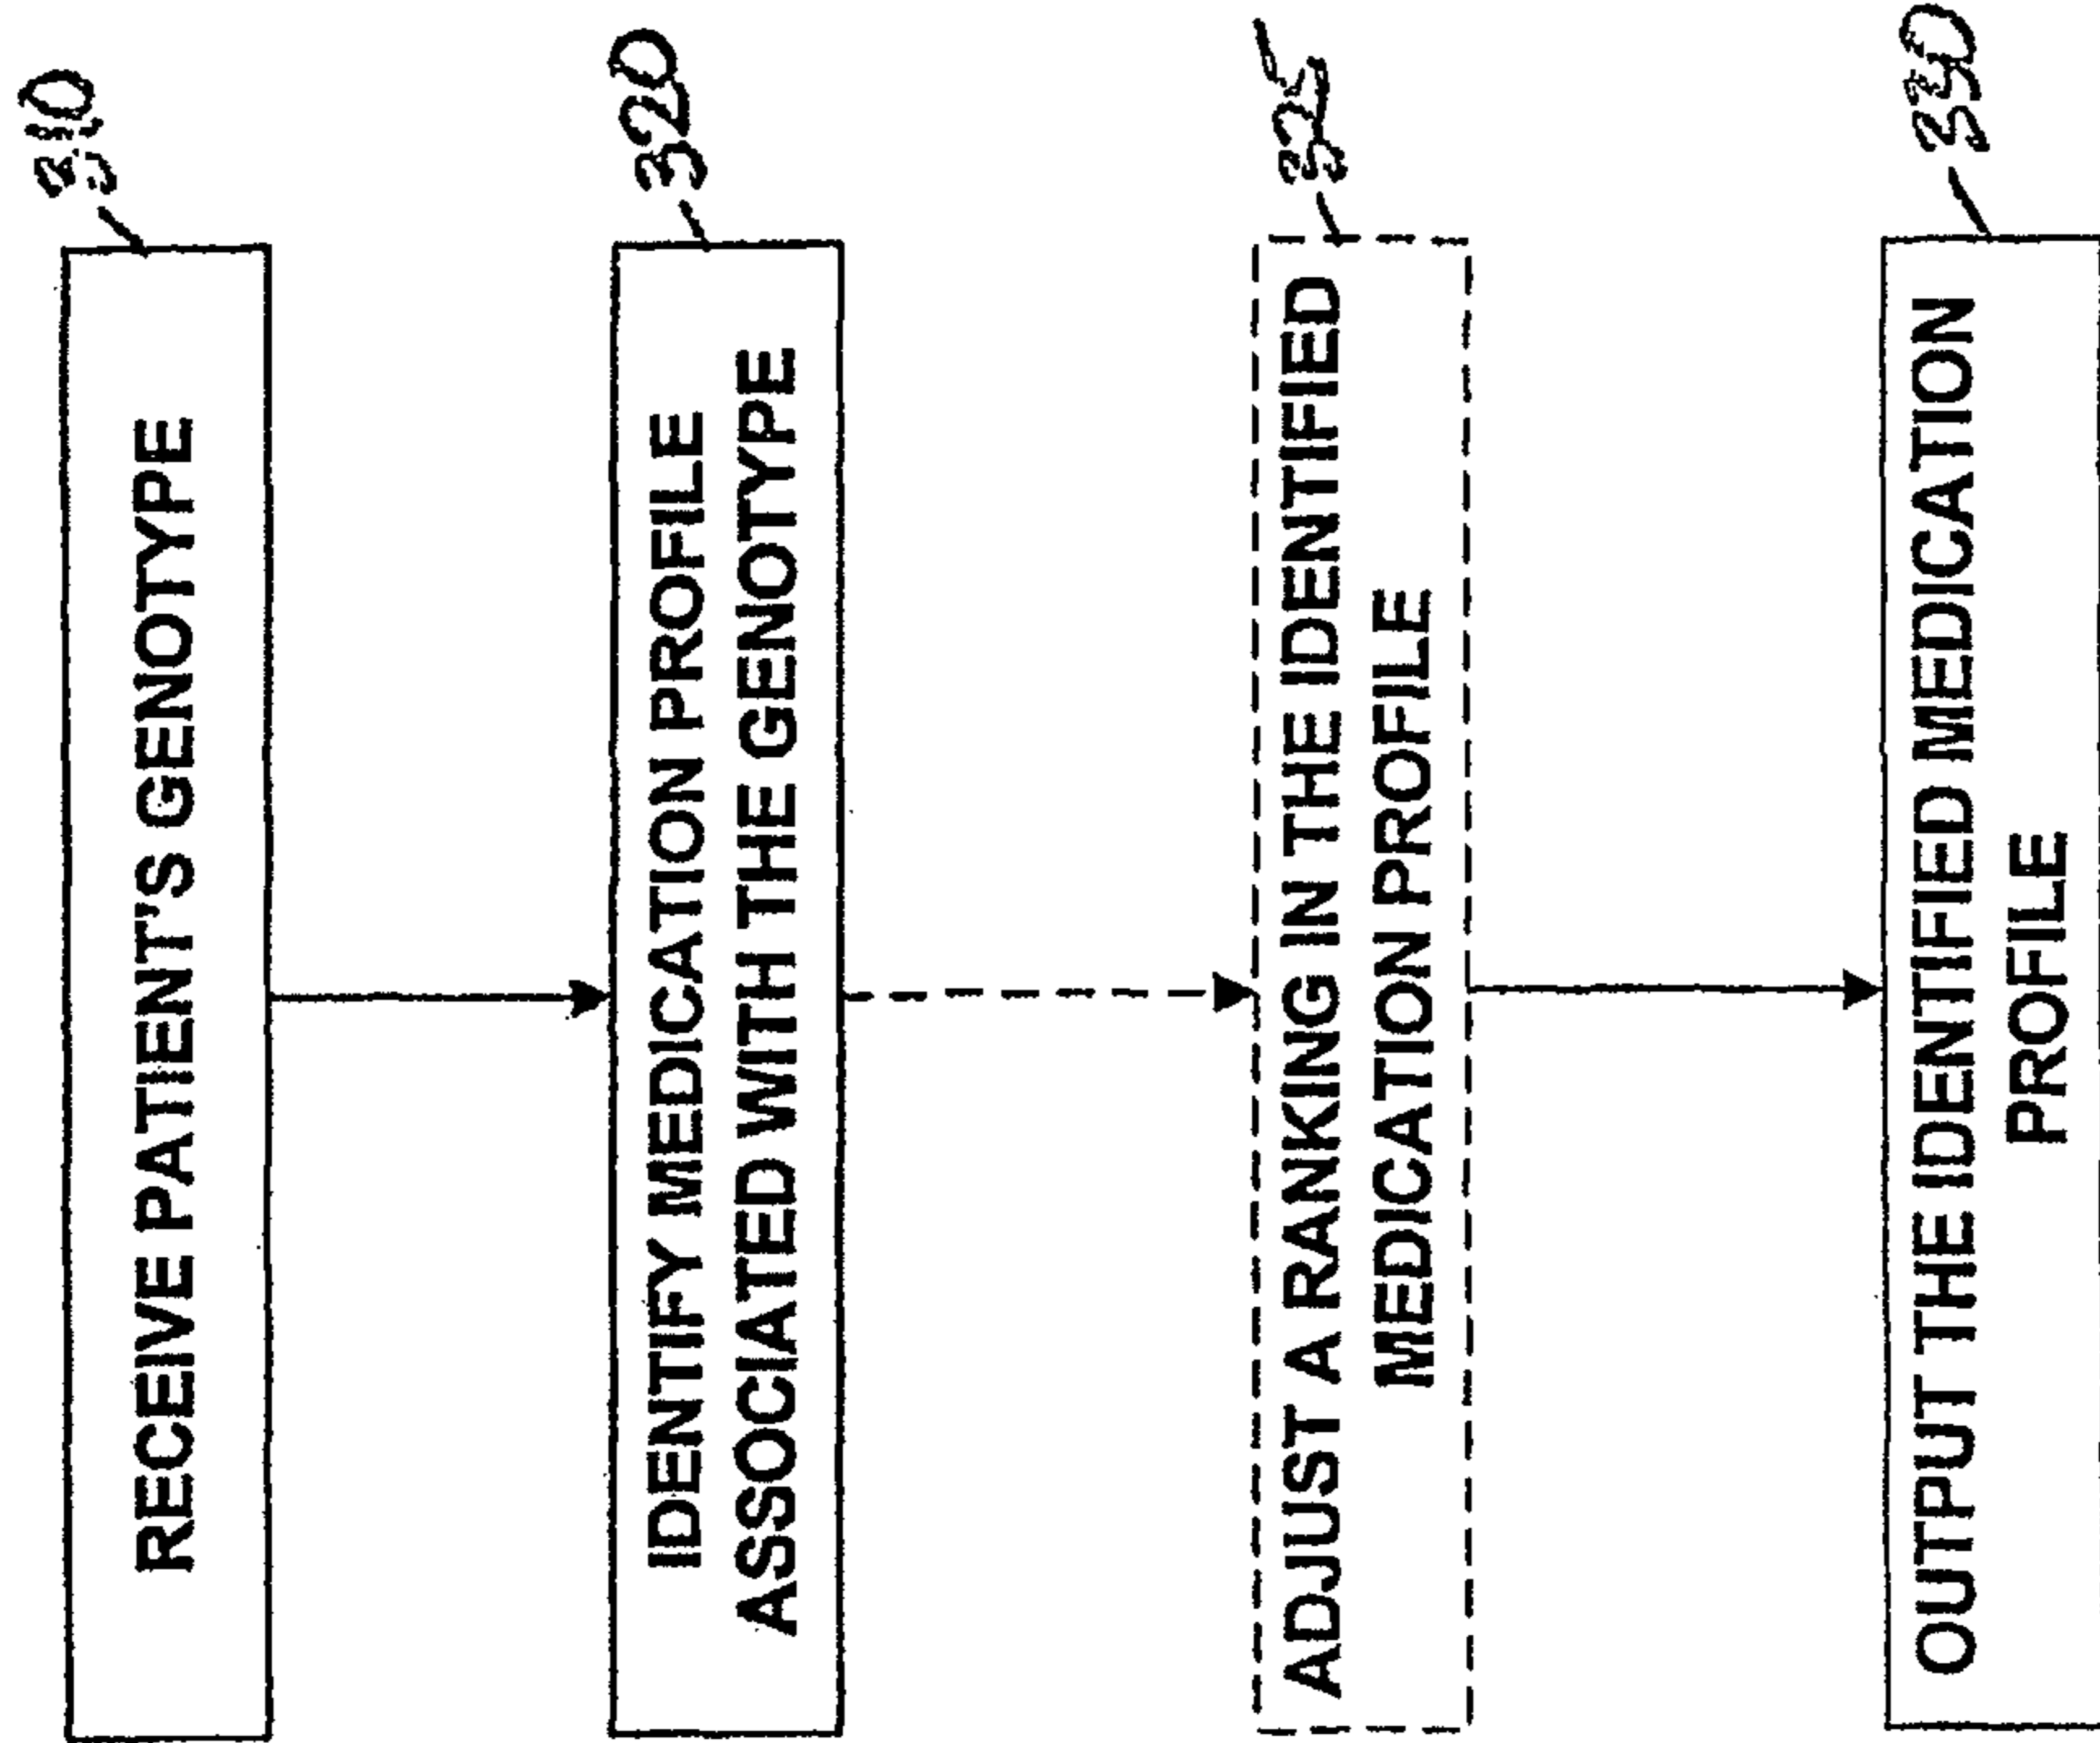 310
RECEIVE PATIENT'S GENOTYPE
320
IDENTIFY MEDICATION PROFILE
ASSOCIATED WITH THE GENOTYPE
325
ADJUST A RANKING IN THE IDENTIFIED
MEDICATION PROFILE
330
OUTPUT THE IDENTIFIED MEDICATION
PROFILE